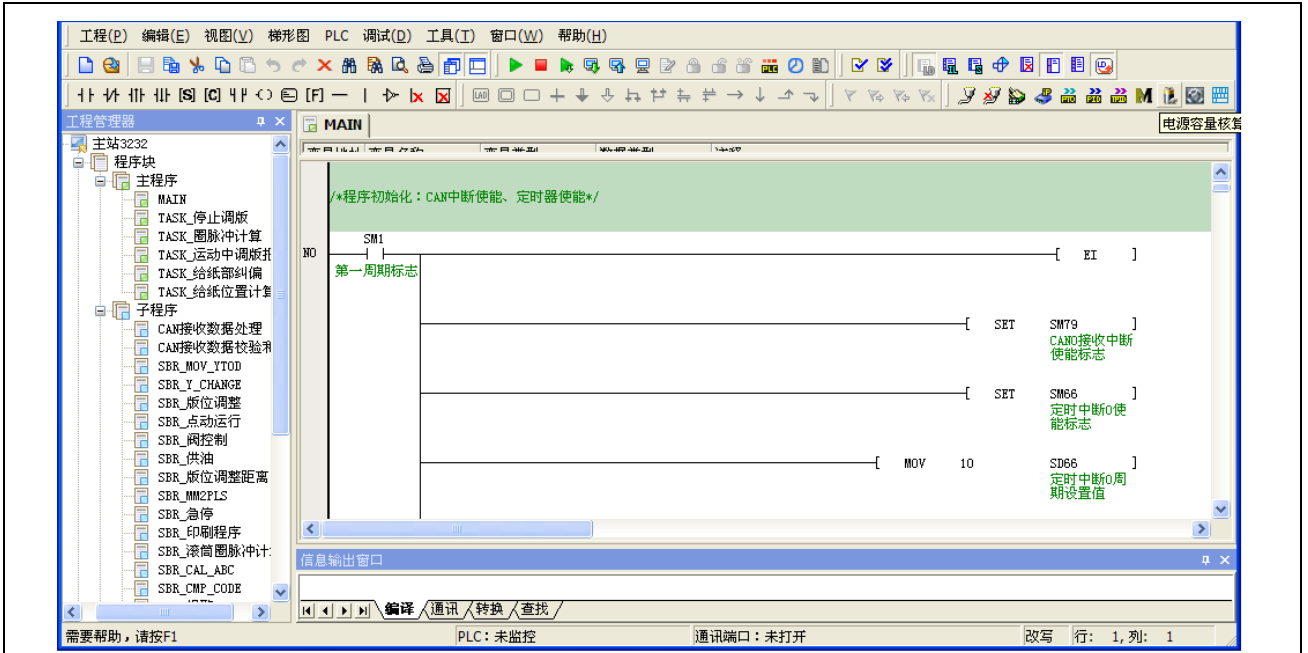 工程(P) 编辑(E) 视图(V) 梯形图 PLC 调试(D) 工具(T) 窗口(W) 帮助(H)
[S] [C] [F] LAD
工程管理器
MAIN
电源容量核算
主站3232
程序块
主程序
MAIN
TASK_停止调版
TASK_圈脉冲计算
TASK_运动中调版
TASK_给纸部纠偏
TASK_给纸位置计算
子程序
CAN接收数据处理
CAN接收数据校验和
SBR_MOV_YTOD
SBR_Y_CHANGE
SBR_版位调整
SBR_点动运行
SBR_阀控制
SBR_供油
SBR_版位调整距离
SBR_MM2PLS
SBR_急停
SBR_印刷程序
SBR_滚筒圈脉冲计
SBR_CAL_ABC
SBR_CMP_CODE
/*程序初始化：CAN中断使能、定时器使能*/
SM1
N0
第一周期标志
[ EI ]
[ SET SM79 ]
CAN0接收中断
使能标志
[ SET SM66 ]
定时中断0使
能标志
[ MOV 10 SD66 ]
定时中断0周
期设置值
信息输出窗口
编译 通讯 转换 查找
需要帮助，请按F1 PLC：未监控 通讯端口：未打开 改写 行: 1,列: 1